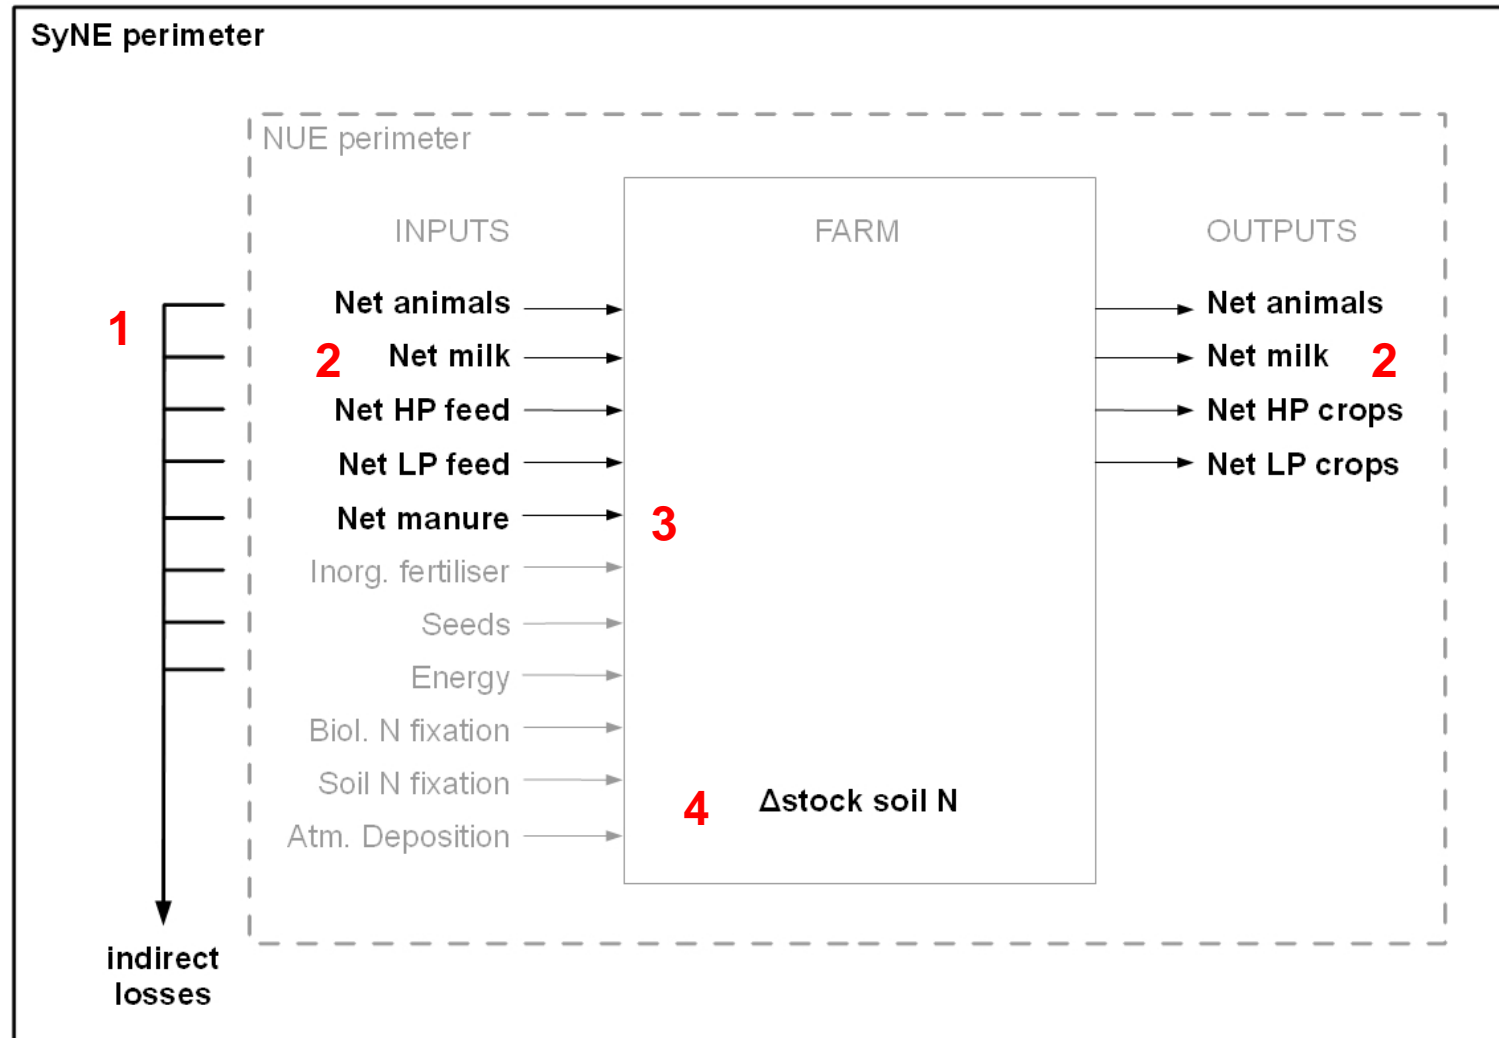 SyNE perimeter
NUE perimeter
INPUTS FARM OUTPUTS
1 Net animals Net animals
2 Net milk Net milk 2
Net HP feed Net HP crops
Net LP feed Net LP crops
Net manure 3
Inorg. fertiliser
Seeds
Energy
Biol. N fixation
Soil N fixation
4 Δstock soil N
Atm. Deposition
indirect
losses